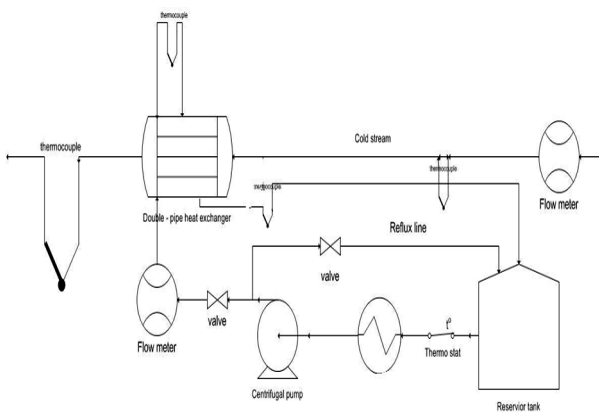 thermocouple
thermocouple
Cold stream
thermocouple
Flow meter
Double - pipe heat exchanger
Reflux line
valve
valve
Flow meter
t°
Thermo stat
Centrifugal pump
Reservior tank